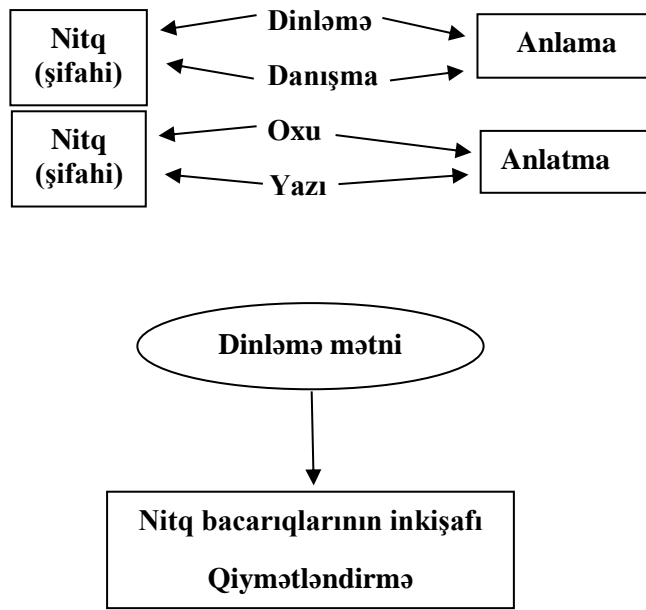 Nitq
(şifahi)
Dinləmə
Danışma
Anlama
Nitq
(şifahi)
Oxu
Yazı
Anlatma
Dinləmə mətni
Nitq bacarıqlarının inkişafı
Qiymətləndirmə